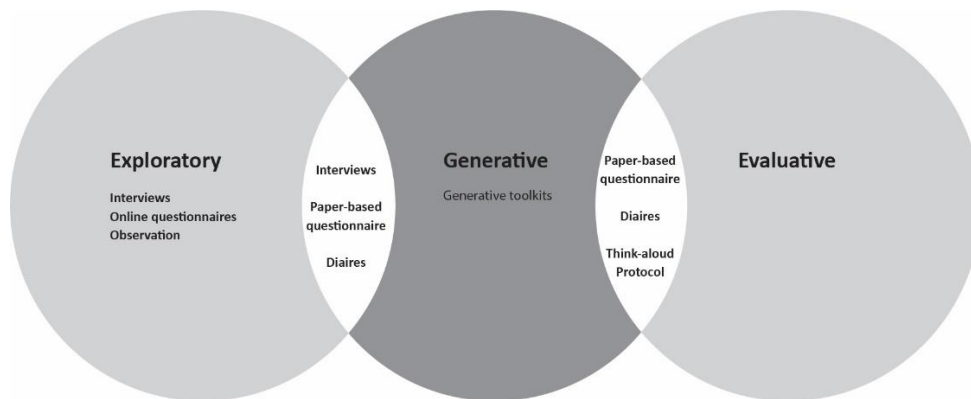 Exploratory
Interviews
Online questionnaires
Observation
Interviews
Paper-based
questionnaire
Diaires
Generative
Generative toolkits
Paper-based
questionnaire
Diaires
Think-aloud
Protocol
Evaluative